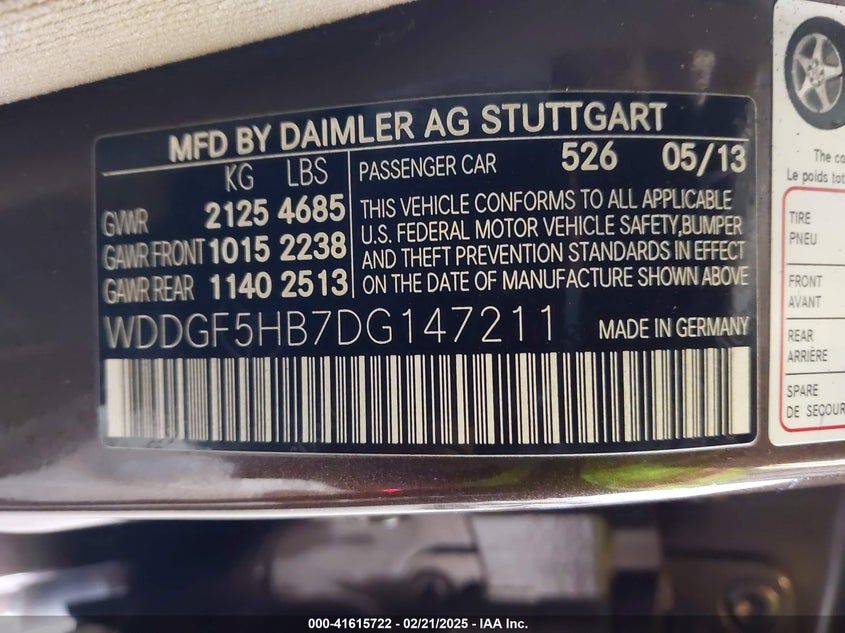 MFD BY DAIMLER AG STUTTGART
KG LBS
GVWR 2125 4685
GAWR FRONT 1015 2238
GAWR REAR 1140 2513
PASSENGER CAR 526 05/13
THIS VEHICLE CONFORMS TO ALL APPLICABLE
U.S. FEDERAL MOTOR VEHICLE SAFETY,BUMPER
AND THEFT PREVENTION STANDARDS IN EFFECT
ON THE DATE OF MANUFACTURE SHOWN ABOVE
WDDGF5HB7DG147211 MADE IN GERMANY
The co
Le poids tot
TIRE
PNEU
FRONT
AVANT
REAR
ARRIÈRE
SPARE
DE SECOUR
000-41615722 - 02/21/2025 - IAA Inc.